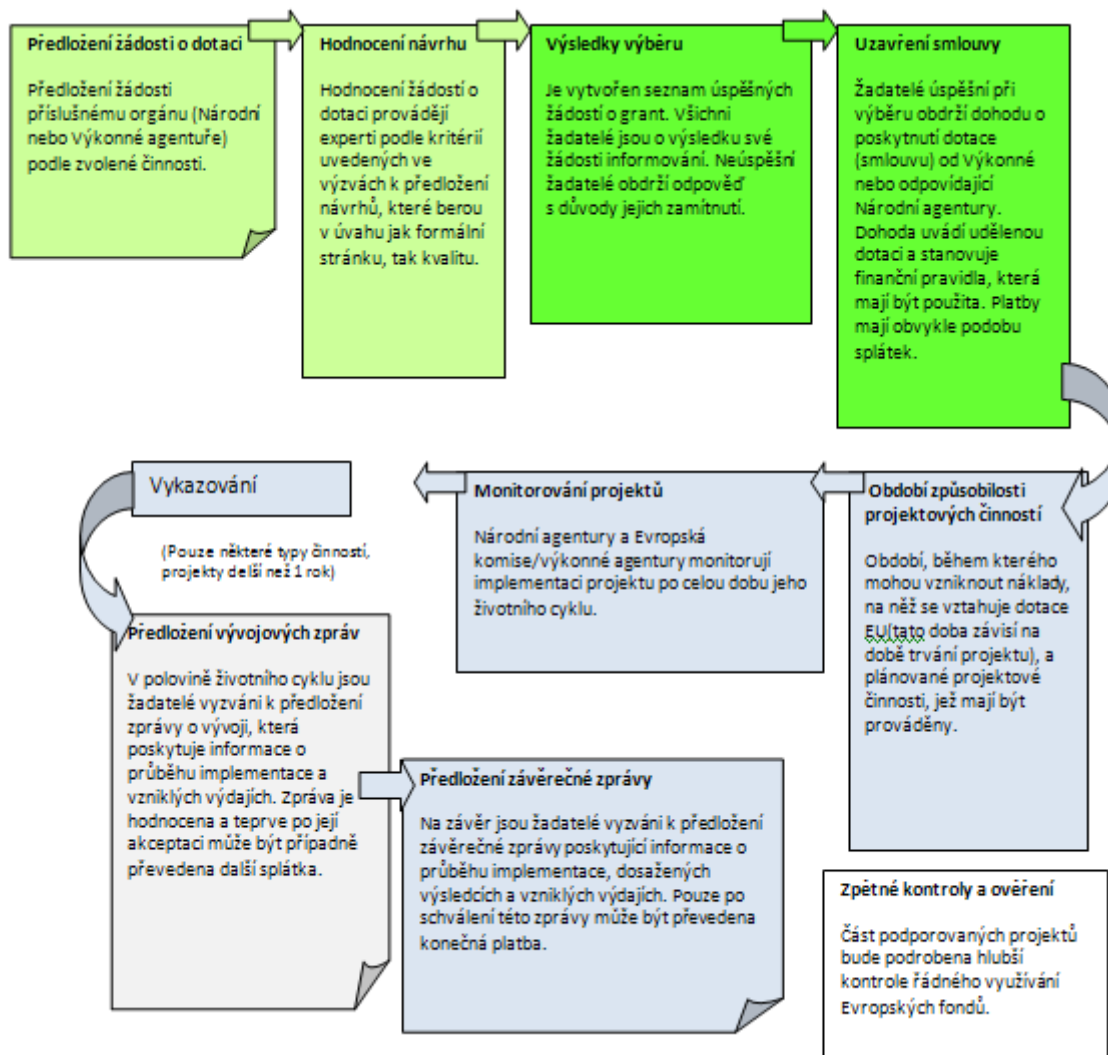 Předložení žádosti o dotaci
Předložení žádosti
příslušnému orgánu (Národní
nebo Výkonné agentuře)
podle zvolené činnosti.
Hodnocení návrhu
Hodnocení žádostí o
dotaci provádějí
experti podle kritérií
uvedených ve
výzvách k předložení
návrhů, které berou
v úvahu jak formální
stránku, tak kvalitu.
Výsledky výběru
Je vytvořen seznam úspěšných
žádostí o grant. Všichni
žadatelé jsou o výsledku své
žádosti informováni. Neúspěšní
žadatelé obdrží odpověď
s důvody jejich zamítnutí.
Uzavření smlouvy
Žadatelé úspěšní při
výběru obdrží dohodu o
poskytnutí dotace
(smlouvu) od Výkonné
nebo odpovídající
Národní agentury.
Dohoda uvádí udělenou
dotaci a stanovuje
finanční pravidla, která
mají být použita. Platby
mají obvykle podobu
splátek.
Období způsobilosti
projektových činností
Období, během kterého
mohou vzniknout náklady,
na něž se vztahuje dotace
EU(tato doba závisí na
době trvání projektu), a
plánované projektové
činnosti, jež mají být
prováděny.
Monitorování projektů
Národní agentury a Evropská
komise/výkonné agentury monitorují
implementaci projektu po celou dobu jeho
životního cyklu.
Vykazování
(Pouze některé typy činností,
projekty delší než 1 rok)
Předložení vývojových zpráv
V polovině životního cyklu jsou
žadatelé vyzváni k předložení
zprávy o vývoji, která
poskytuje informace o
průběhu implementace a
vzniklých výdajích. Zpráva je
hodnocena a teprve po její
akceptaci může být případně
převedena další splátka.
Předložení závěrečné zprávy
Na závěr jsou žadatelé vyzváni k předložení
závěrečné zprávy poskytující informace o
průběhu implementace, dosažených
výsledcích a vzniklých výdajích. Pouze po
schválení této zprávy může být převedena
konečná platba.
Zpětné kontroly a ověření
Část podporovaných projektů
bude podrobena hlubší
kontrole řádného využívání
Evropských fondů.